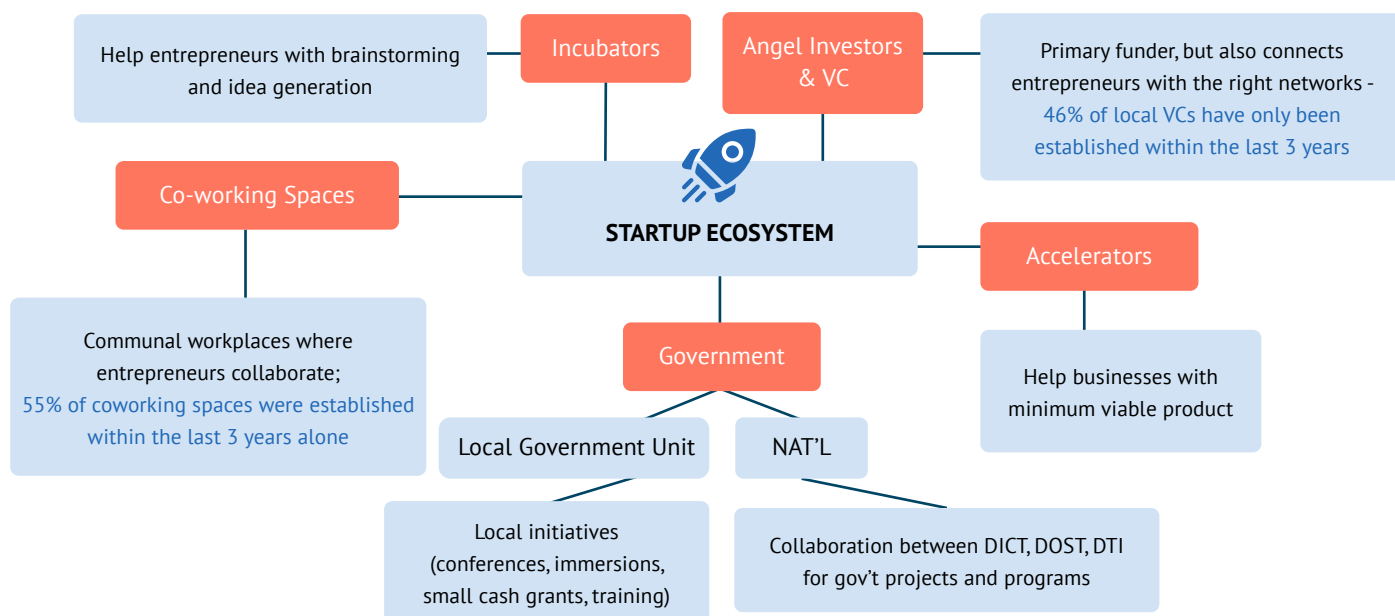 Help entrepreneurs with brainstorming
and idea generation
Incubators
Angel Investors
& VC
Primary funder, but also connects
entrepreneurs with the right networks -
46% of local VCs have only been
established within the last 3 years
Co-working Spaces
STARTUP ECOSYSTEM
Accelerators
Communal workplaces where
entrepreneurs collaborate;
55% of coworking spaces were established
within the last 3 years alone
Government
Help businesses with
minimum viable product
Local Government Unit
NAT'L
Local initiatives
(conferences, immersions,
small cash grants, training)
Collaboration between DICT, DOST, DTI
for gov't projects and programs